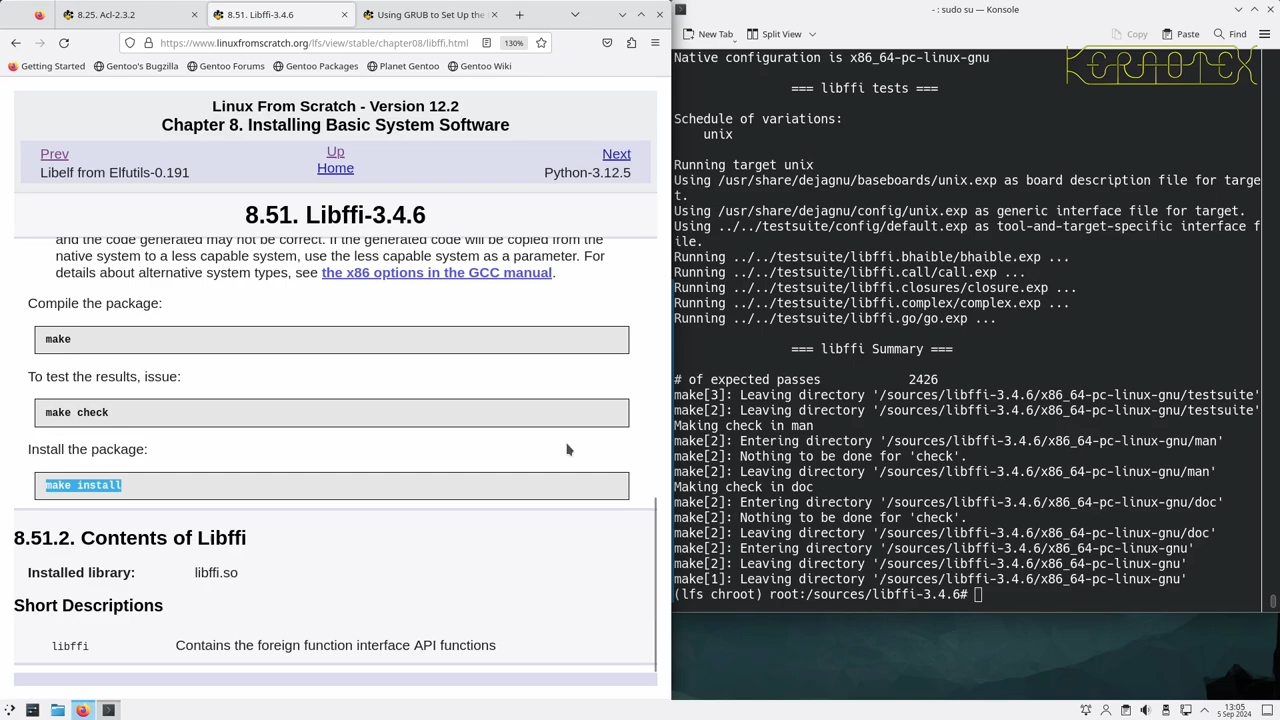 8.25. Acl-2.3.2
8.51. Libffi-3.4.6
Using GRUB to Set Up the
https://www.linuxfromscratch.org/lfs/view/stable/chapter08/libffi.html
130%
Getting Started
Gentoo's Bugzilla
Gentoo Forums
Gentoo Packages
Planet Gentoo
Gentoo Wiki
Linux From Scratch - Version 12.2
Chapter 8. Installing Basic System Software
Prev
Up
Next
Libelf from Elfutils-0.191
Home
Python-3.12.5
8.51. Libffi-3.4.6
and the code generated may not be correct. If the generated code will be copied from the
native system to a less capable system, use the less capable system as a parameter. For
details about alternative system types, see the x86 options in the GCC manual.
Compile the package:
make
To test the results, issue:
make check
Install the package:
make install
8.51.2. Contents of Libffi
Installed library: libffi.so
Short Descriptions
libffi Contains the foreign function interface API functions
- : sudo su — Konsole
New Tab
Split View
Copy
Paste
Find
KERNOTEX
Native configuration is x86_64-pc-linux-gnu
=== libffi tests ===
Schedule of variations:
unix
Running target unix
Using /usr/share/dejagnu/baseboards/unix.exp as board description file for targe
t.
Using /usr/share/dejagnu/config/unix.exp as generic interface file for target.
Using ../../testsuite/config/default.exp as tool-and-target-specific interface f
ile.
Running ../../testsuite/libffi.bhaible/bhaible.exp ...
Running ../../testsuite/libffi.call/call.exp ...
Running ../../testsuite/libffi.closures/closure.exp ...
Running ../../testsuite/libffi.complex/complex.exp ...
Running ../../testsuite/libffi.go/go.exp ...
=== libffi Summary ===
# of expected passes 2426
make[3]: Leaving directory '/sources/libffi-3.4.6/x86_64-pc-linux-gnu/testsuite'
make[2]: Leaving directory '/sources/libffi-3.4.6/x86_64-pc-linux-gnu/testsuite'
Making check in man
make[2]: Entering directory '/sources/libffi-3.4.6/x86_64-pc-linux-gnu/man'
make[2]: Nothing to be done for 'check'.
make[2]: Leaving directory '/sources/libffi-3.4.6/x86_64-pc-linux-gnu/man'
Making check in doc
make[2]: Entering directory '/sources/libffi-3.4.6/x86_64-pc-linux-gnu/doc'
make[2]: Nothing to be done for 'check'.
make[2]: Leaving directory '/sources/libffi-3.4.6/x86_64-pc-linux-gnu/doc'
make[2]: Entering directory '/sources/libffi-3.4.6/x86_64-pc-linux-gnu'
make[2]: Leaving directory '/sources/libffi-3.4.6/x86_64-pc-linux-gnu'
make[1]: Leaving directory '/sources/libffi-3.4.6/x86_64-pc-linux-gnu'
(lfs chroot) root:/sources/libffi-3.4.6#
13:05
5 Sep 2024